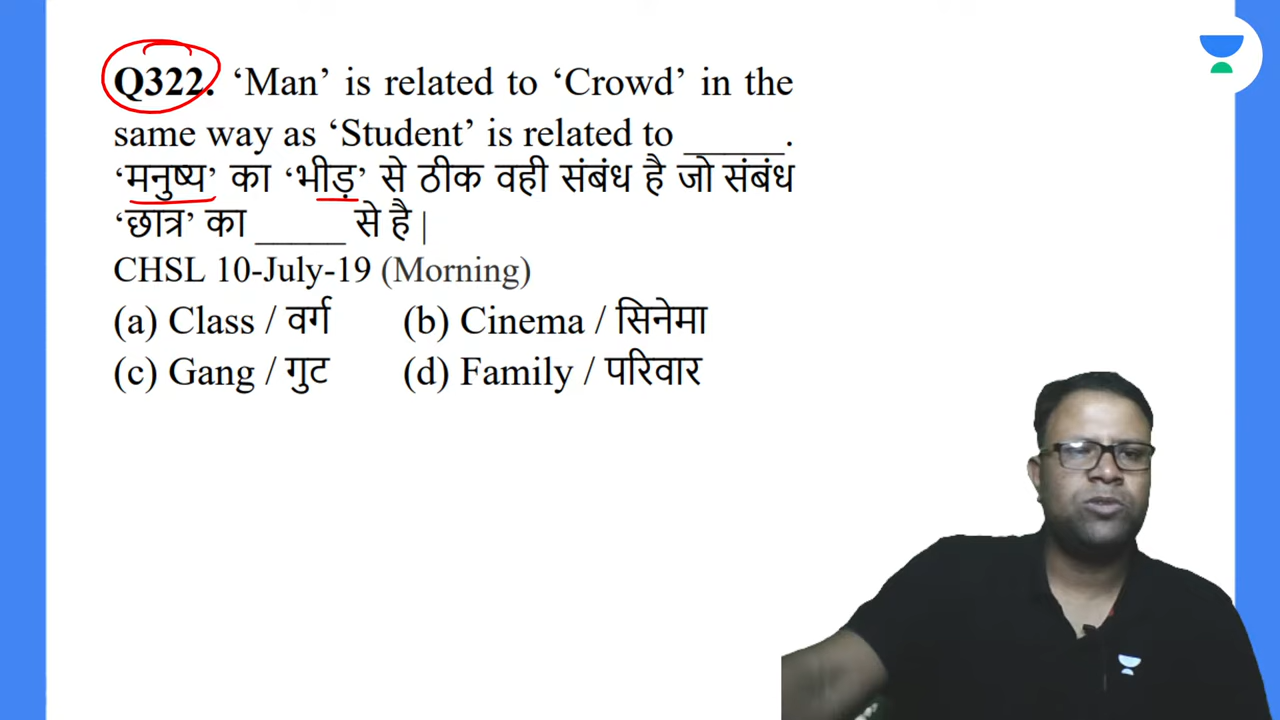 Q322. ‘Man’ is related to ‘Crowd’ in the
same way as ‘Student’ is related to _____.
‘मनुष्य’ का ‘भीड़’ से ठीक वही संबंध है जो संबंध
‘छात्र’ का _____ से है |
CHSL 10-July-19 (Morning)
(a) Class / वर्ग (b) Cinema / सिनेमा
(c) Gang / गुट (d) Family / परिवार